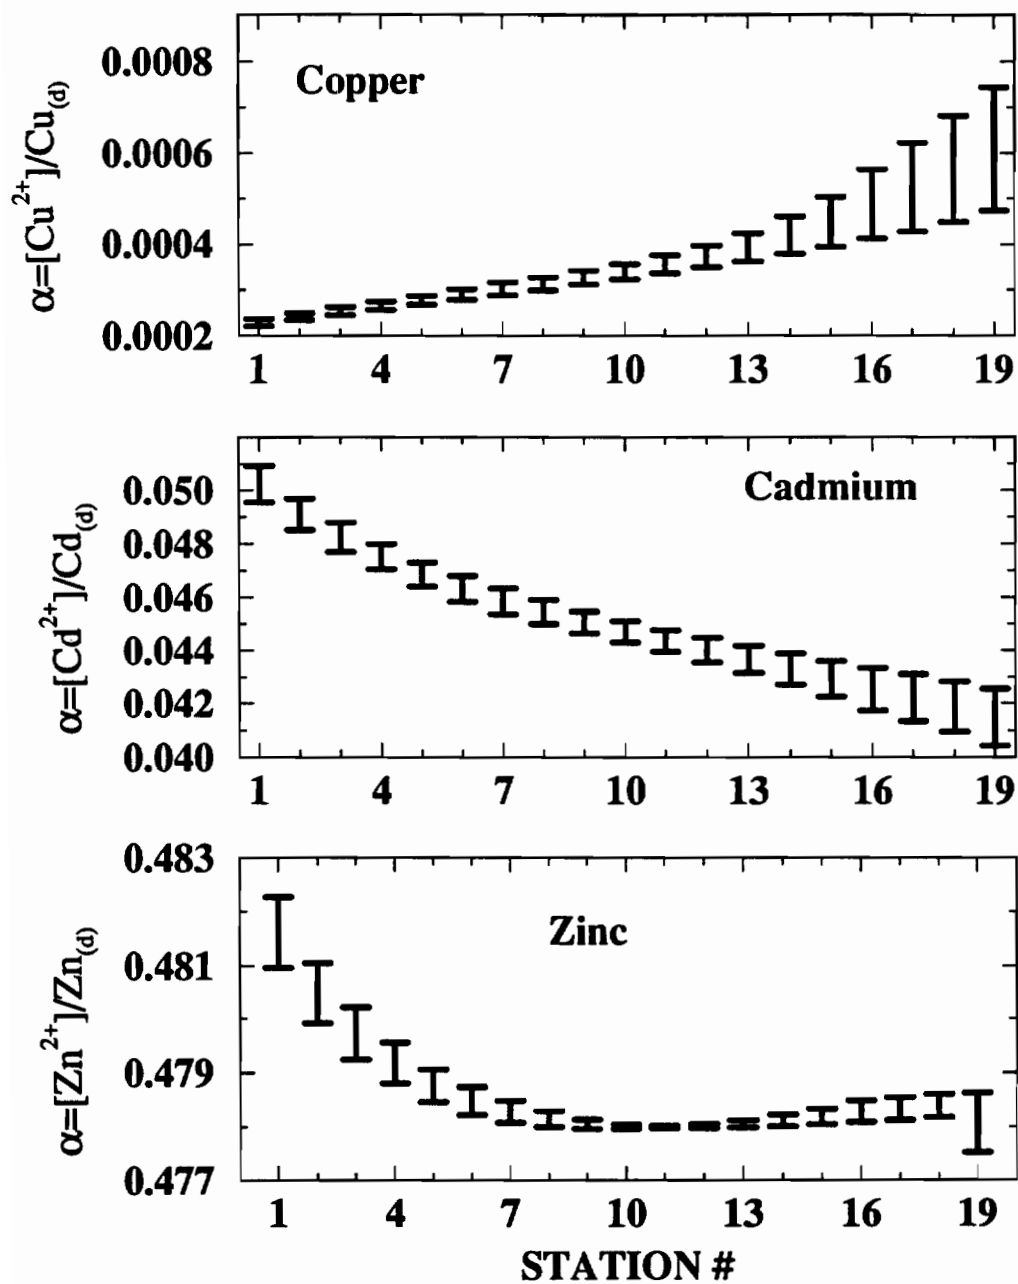 Copper
α=[Cu²⁺]/Cu(d)
0.0008
0.0006
0.0004
0.0002
1 4 7 10 13 16 19
Cadmium
α=[Cd²⁺]/Cd(d)
0.050
0.048
0.046
0.044
0.042
0.040
1 4 7 10 13 16 19
Zinc
α=[Zn²⁺]/Zn(d)
0.483
0.481
0.479
0.477
1 4 7 10 13 16 19
STATION #